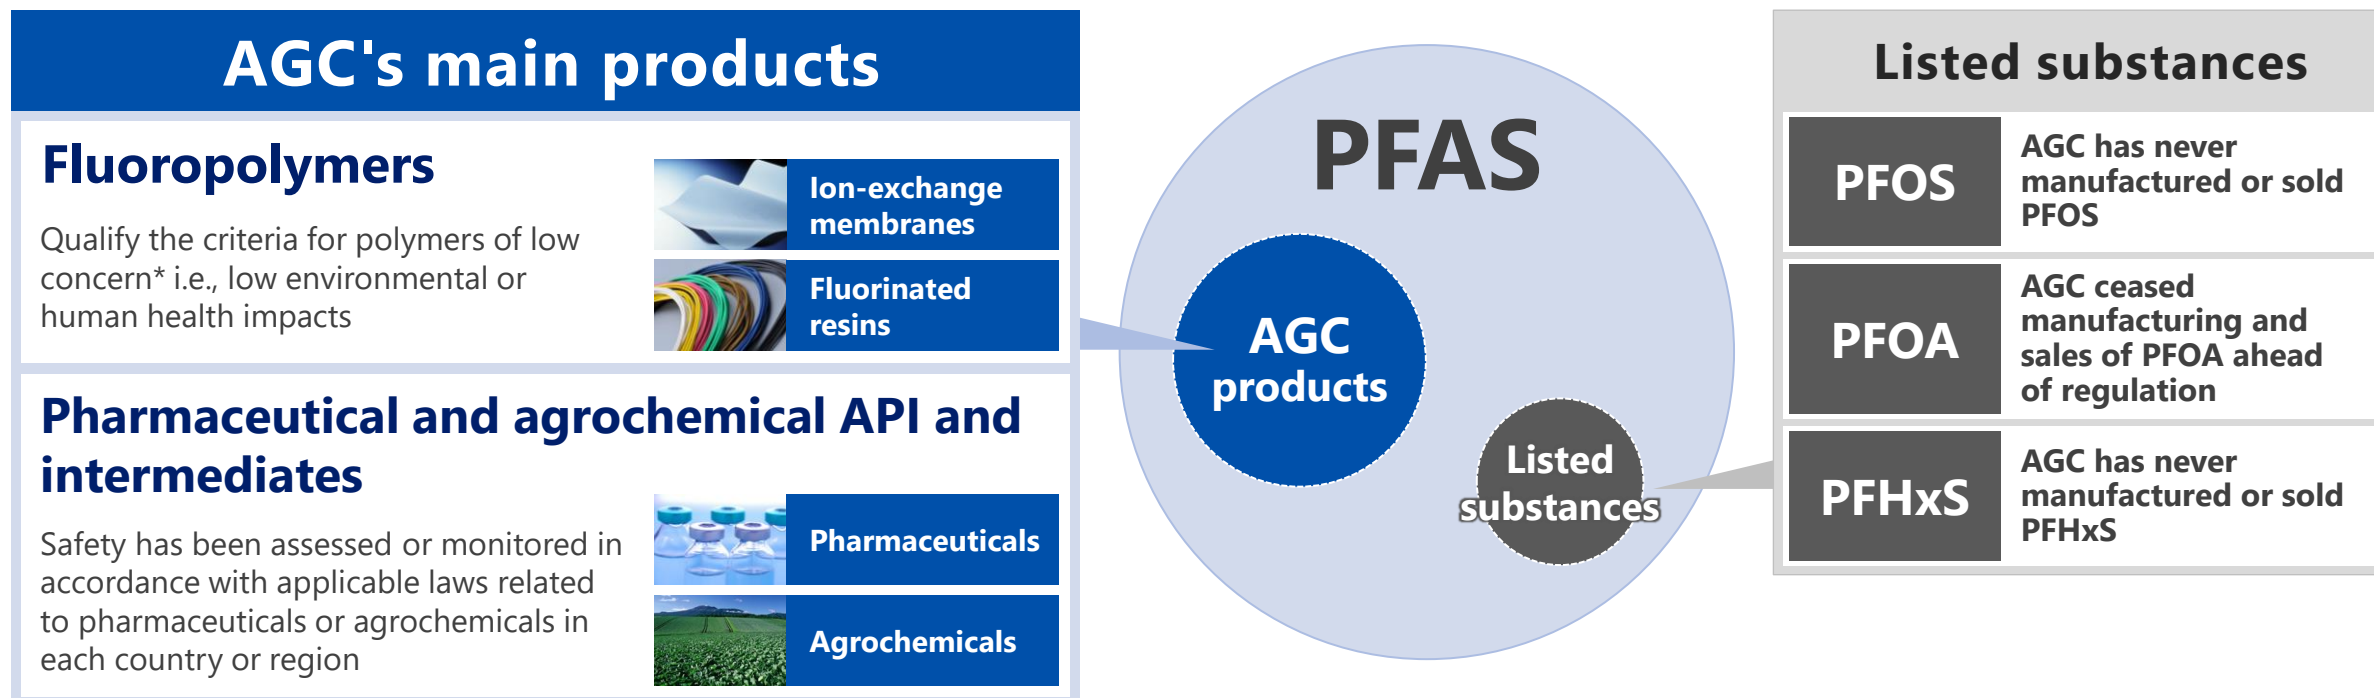 AGC's main products
Fluoropolymers
Qualify the criteria for polymers of low
concern* i.e., low environmental or
human health impacts
Ion-exchange
membranes
Fluorinated
resins
Pharmaceutical and agrochemical API and
intermediates
Safety has been assessed or monitored in
accordance with applicable laws related
to pharmaceuticals or agrochemicals in
each country or region
Pharmaceuticals
Agrochemicals
PFAS
AGC
products
Listed
substances
Listed substances
PFOS
AGC has never
manufactured or sold
PFOS
PFOA
AGC ceased
manufacturing and
sales of PFOA ahead
of regulation
PFHxS
AGC has never
manufactured or sold
PFHxS